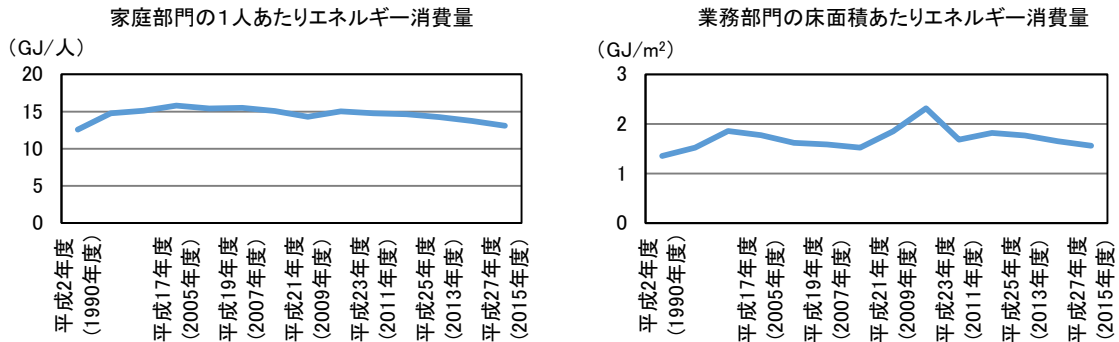 家庭部門の1人あたりエネルギー消費量
(GJ/人)
20
15
10
5
0
平成2年度
(1990年度)
平成17年度
(2005年度)
平成19年度
(2007年度)
平成21年度
(2009年度)
平成23年度
(2011年度)
平成25年度
(2013年度)
平成27年度
(2015年度)
業務部門の床面積あたりエネルギー消費量
(GJ/m²)
3
2
1
0
平成2年度
(1990年度)
平成17年度
(2005年度)
平成19年度
(2007年度)
平成21年度
(2009年度)
平成23年度
(2011年度)
平成25年度
(2013年度)
平成27年度
(2015年度)